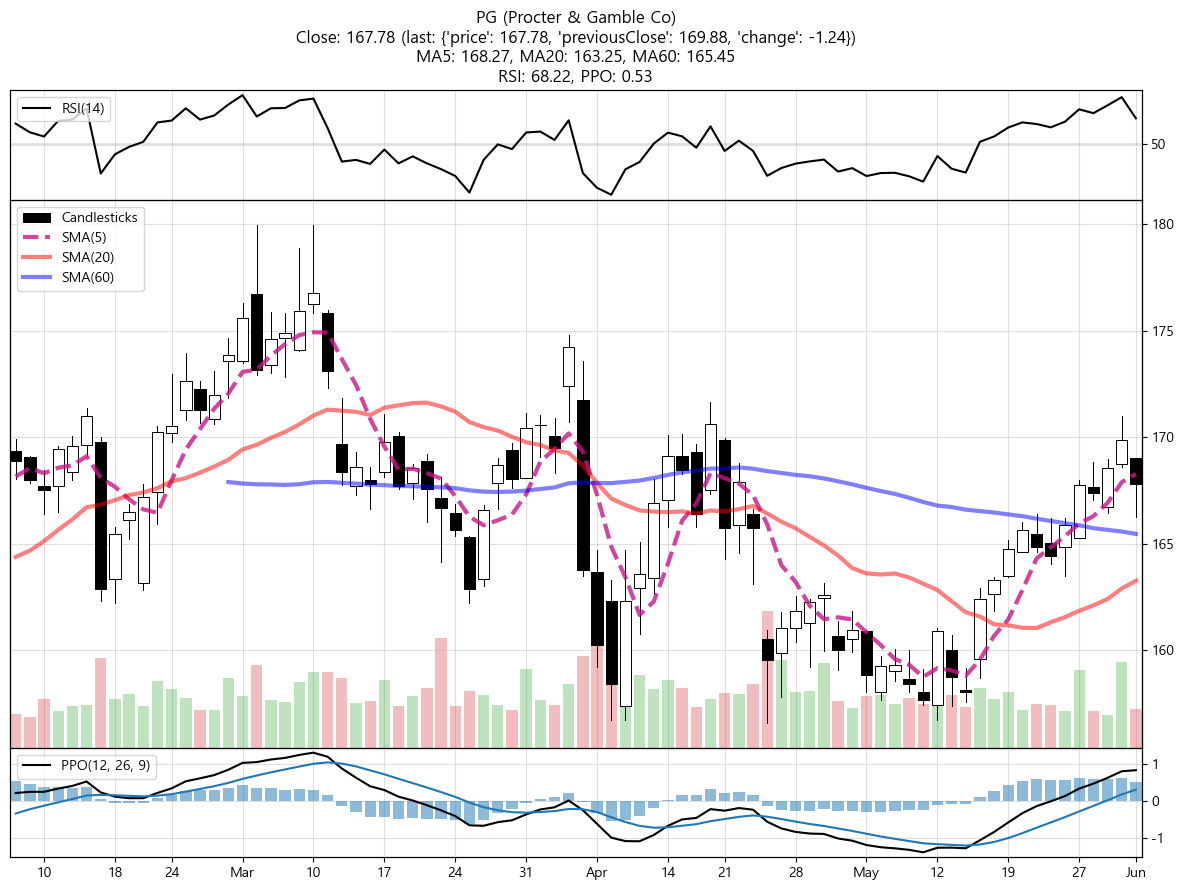 PG (Procter & Gamble Co)
Close: 167.78 (last: {'price': 167.78, 'previousClose': 169.88, 'change': -1.24})
MA5: 168.27, MA20: 163.25, MA60: 165.45
RSI: 68.22, PPO: 0.53
RSI(14)
50
Candlesticks
SMA(5)
SMA(20)
SMA(60)
180
175
170
165
160
PPO(12, 26, 9)
1
0
-1
10 18 24 Mar 10 17 24 31 Apr 14 21 28 May 12 19 27 Jun